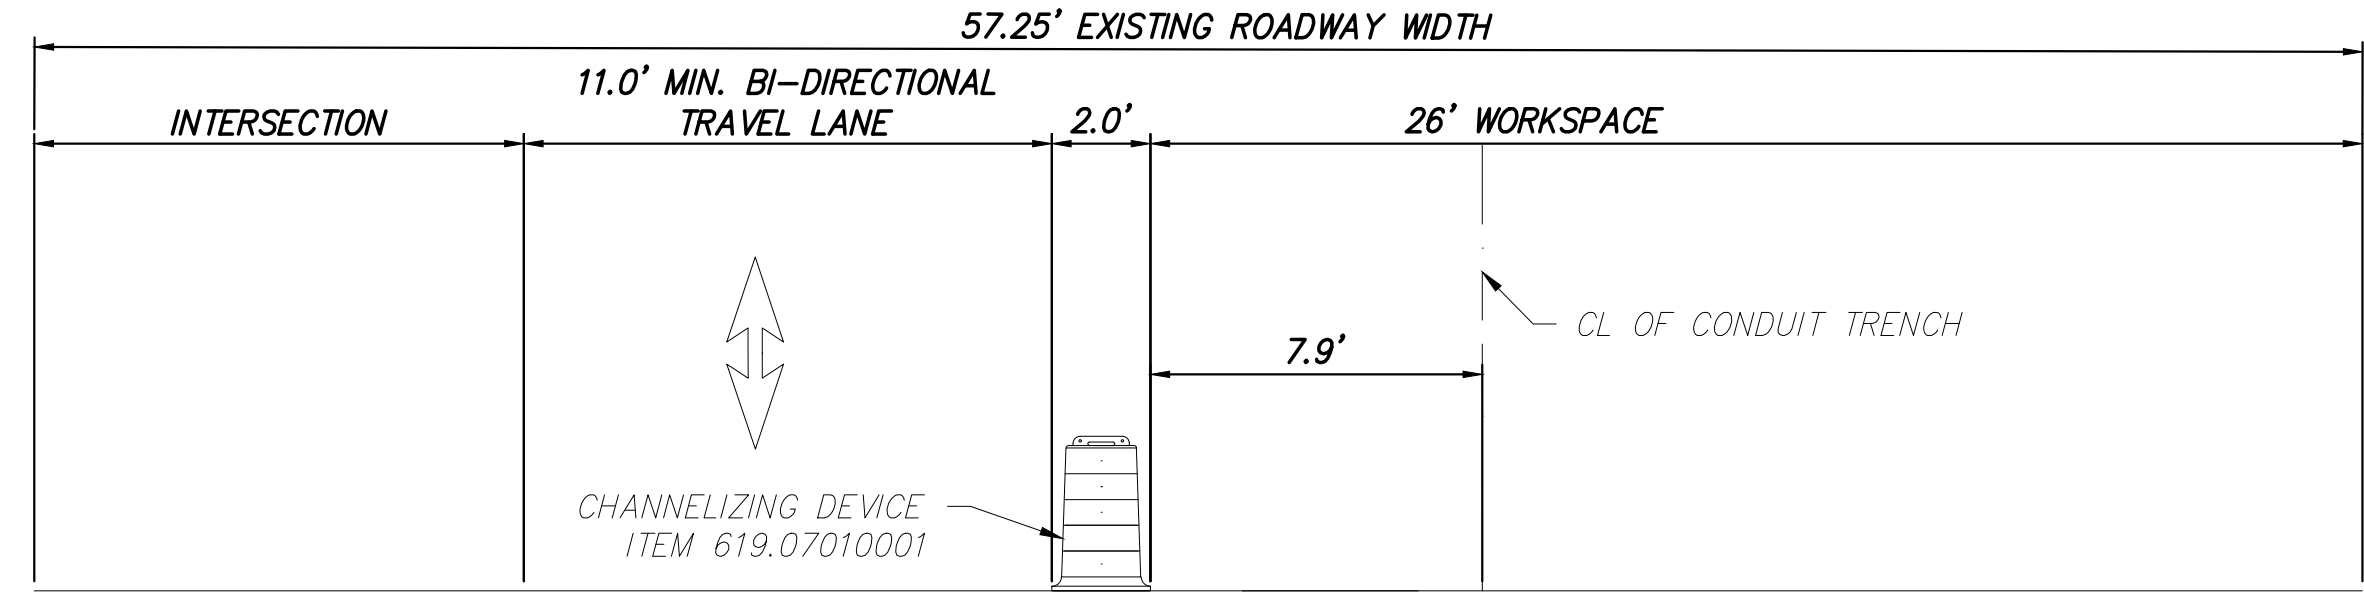 57.25' EXISTING ROADWAY WIDTH
11.0' MIN. BI-DIRECTIONAL
INTERSECTION
TRAVEL LANE
2.0'
26' WORKSPACE
CL OF CONDUIT TRENCH
7.9'
CHANNELIZING DEVICE
ITEM 619.07010001